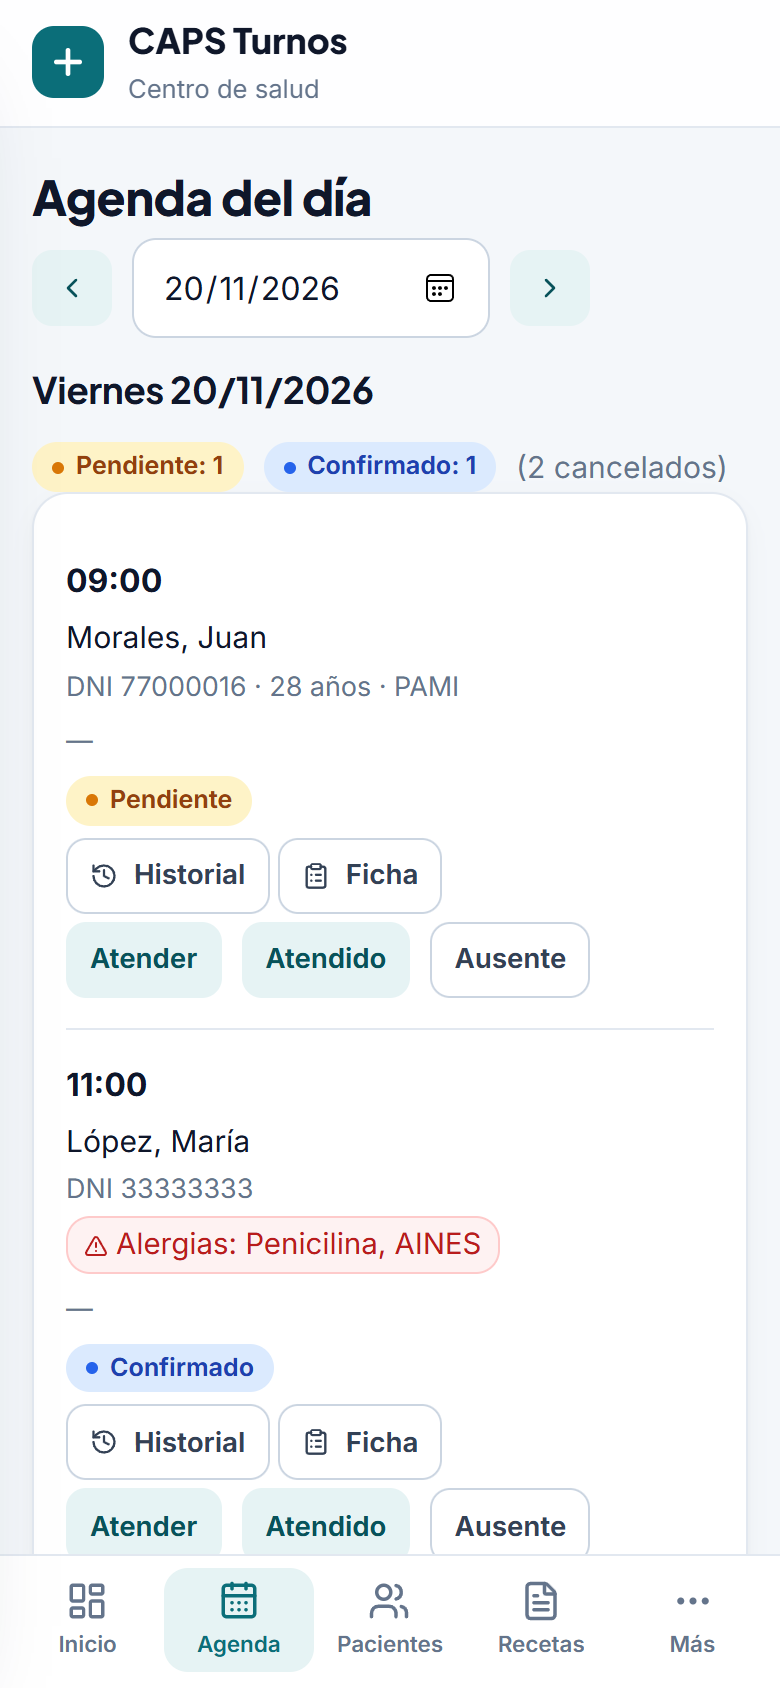 CAPS Turnos
Centro de salud
Agenda del día
20/11/2026
Viernes 20/11/2026
Pendiente: 1 Confirmado: 1 (2 cancelados)
09:00
Morales, Juan
DNI 77000016 · 28 años · PAMI
—
Pendiente
Historial Ficha
Atender Atendido Ausente
11:00
López, María
DNI 33333333
Alergias: Penicilina, AINES
—
Confirmado
Historial Ficha
Atender Atendido Ausente
Inicio Agenda Pacientes Recetas Más